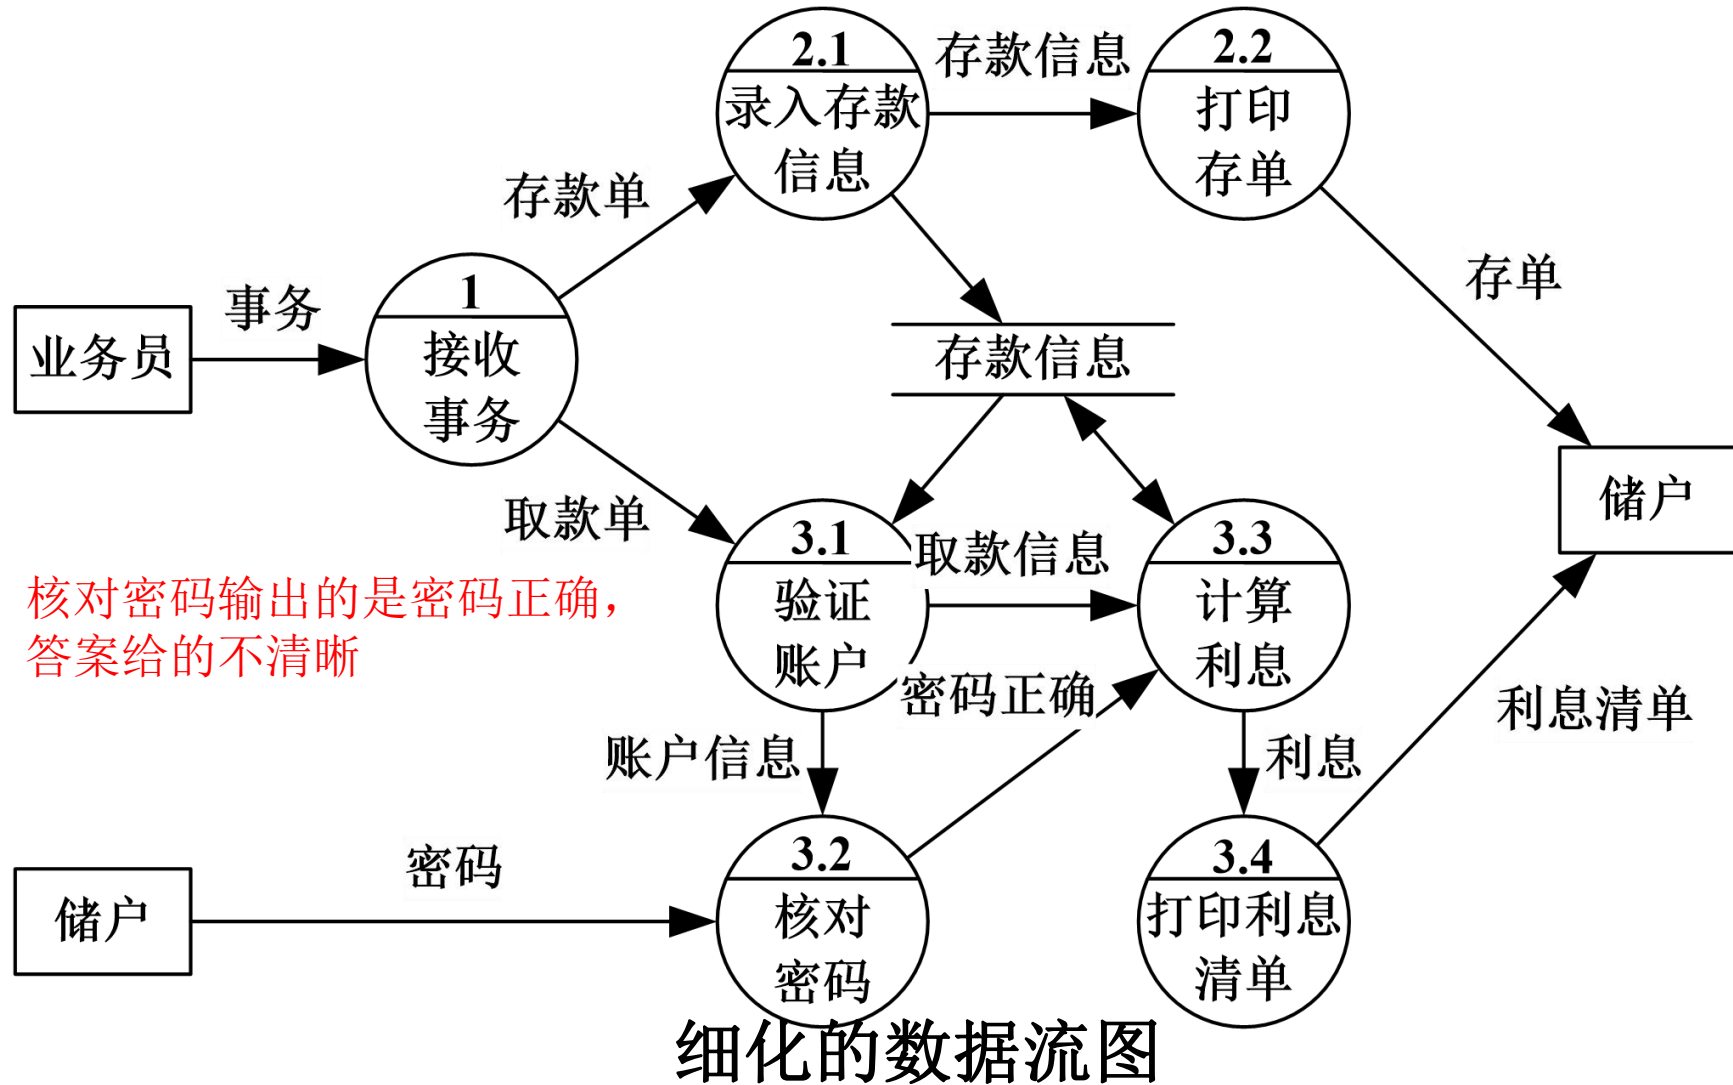 2.1
录入存款
信息
存款信息
2.2
打印
存单
存款单
事务
1
接收
事务
业务员
存单
存款信息
储户
取款单
3.1
验证
账户
取款信息
3.3
计算
利息
核对密码输出的是密码正确，
答案给的不清晰
密码正确
利息清单
账户信息
利息
密码
3.2
核对
密码
3.4
打印利息
清单
储户
细化的数据流图